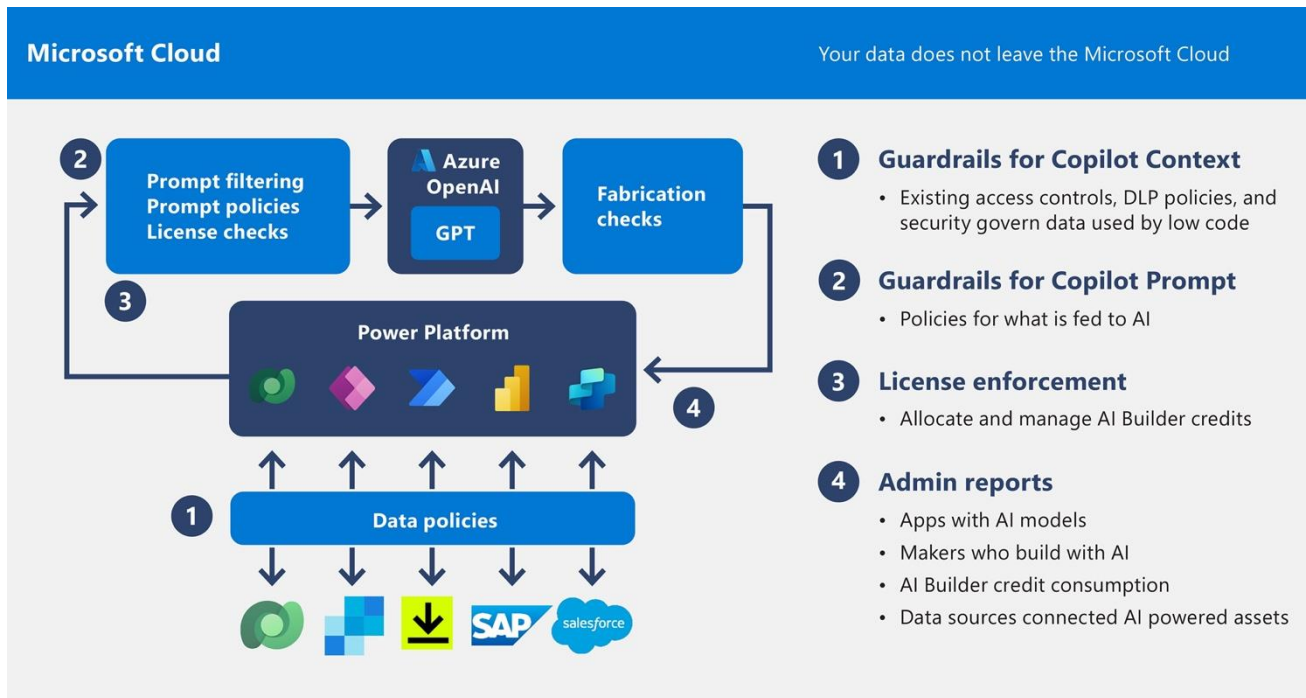 Microsoft Cloud
Your data does not leave the Microsoft Cloud
2
Prompt filtering
Prompt policies
License checks
3
Azure
OpenAI
GPT
Fabrication
checks
Power Platform
4
1
Data policies
SAP
salesforce
1
Guardrails for Copilot Context
• Existing access controls, DLP policies, and
security govern data used by low code
2
Guardrails for Copilot Prompt
• Policies for what is fed to AI
3
License enforcement
• Allocate and manage AI Builder credits
4
Admin reports
• Apps with AI models
• Makers who build with AI
• AI Builder credit consumption
• Data sources connected AI powered assets